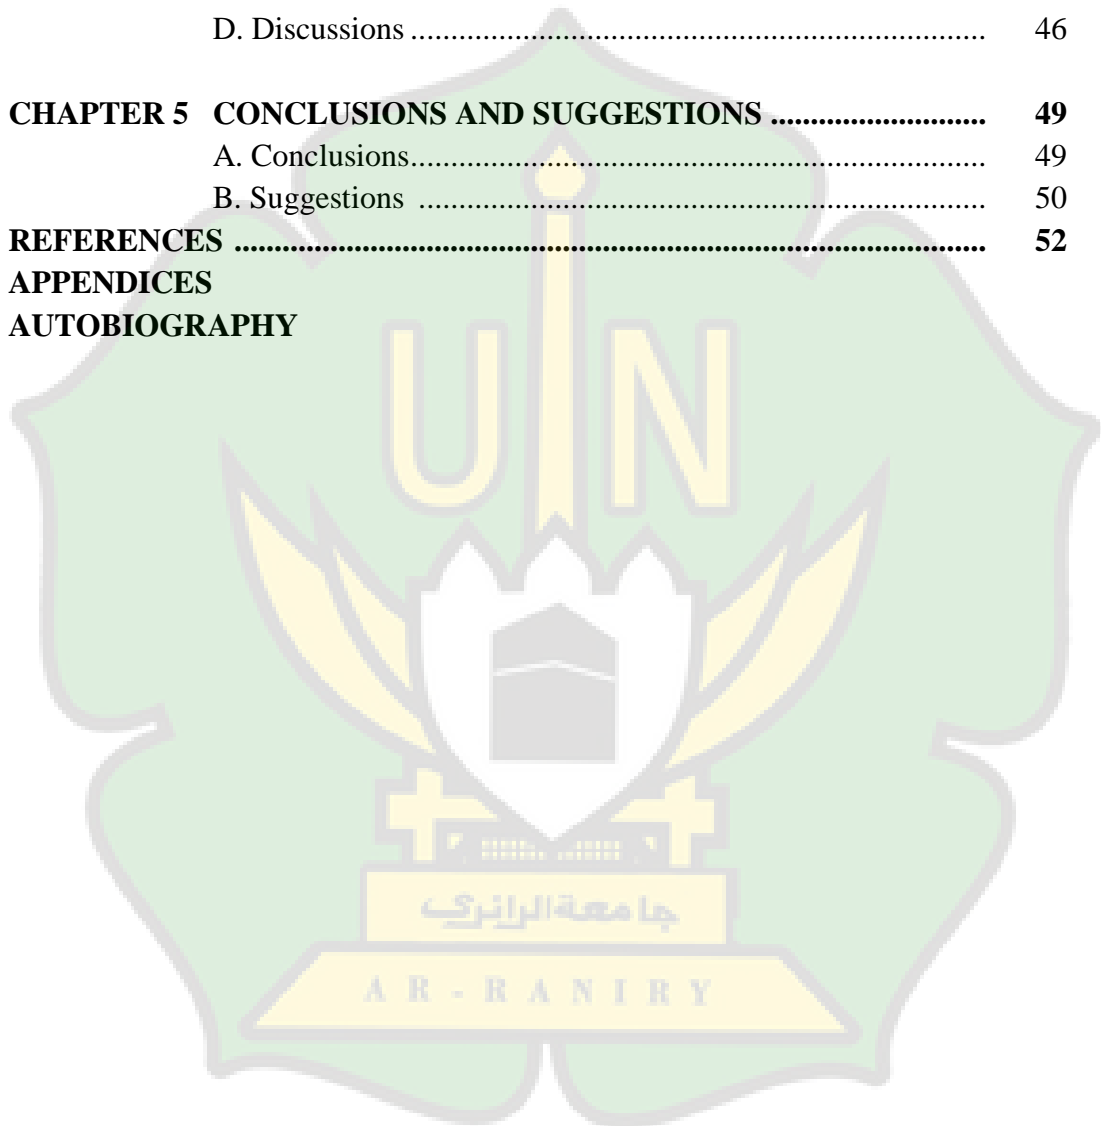 D. Discussions ........................................................................ 46
CHAPTER 5 CONCLUSIONS AND SUGGESTIONS ........................... 49
A. Conclusions........................................................................ 49
B. Suggestions ....................................................................... 50
REFERENCES .............................................................................................. 52
APPENDICES
AUTOBIOGRAPHY
UIN
جامعة الرانري
AR-RANIRY